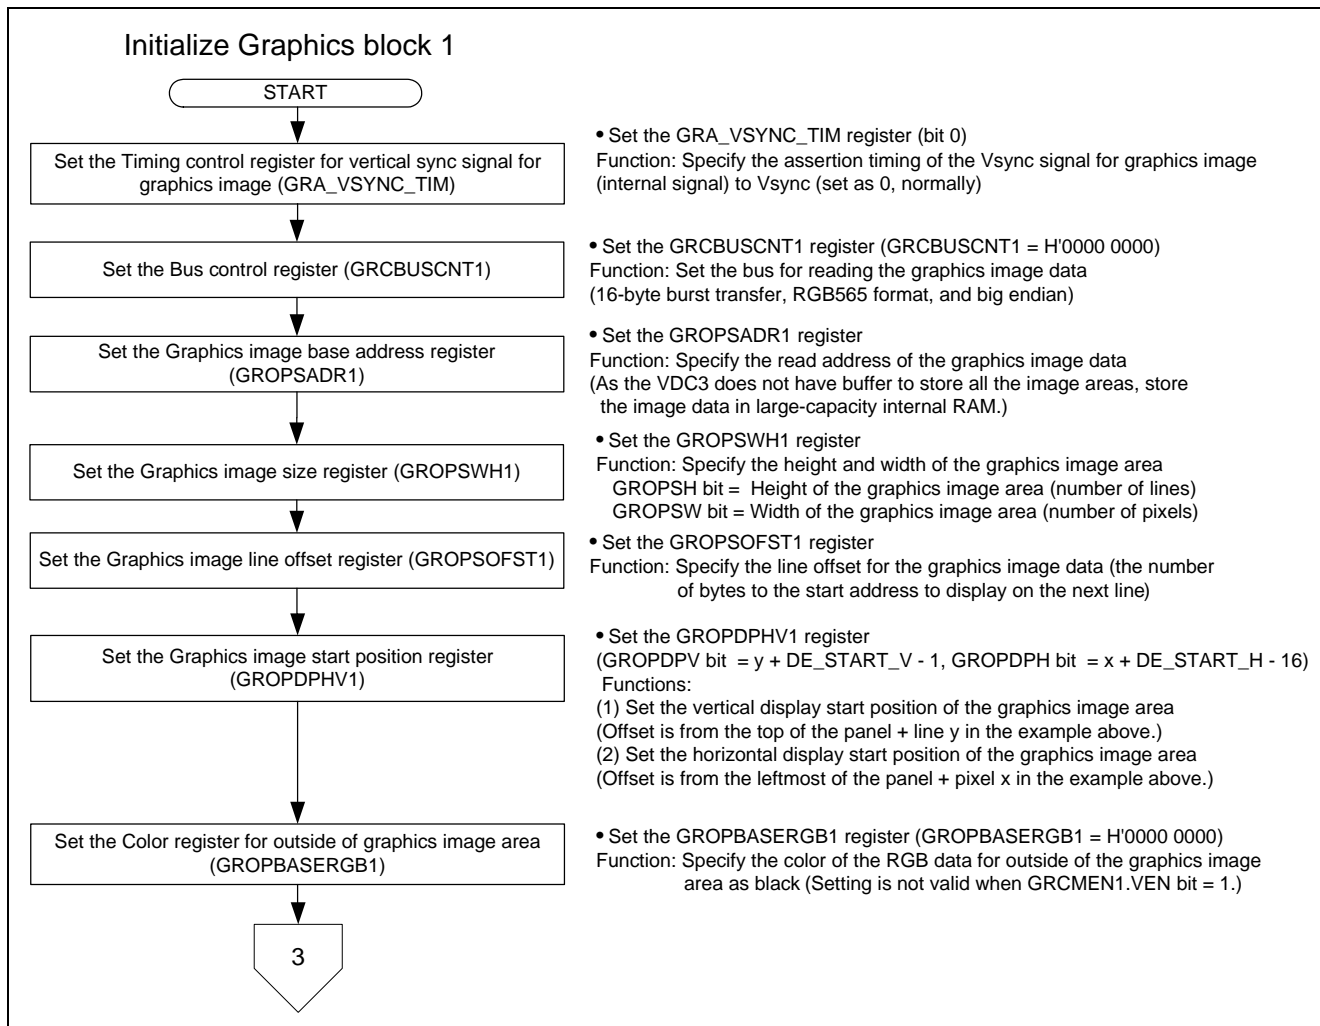 Initialize Graphics block 1
START
Set the Timing control register for vertical sync signal for
graphics image (GRA_VSYNC_TIM)
• Set the GRA_VSYNC_TIM register (bit 0)
Function: Specify the assertion timing of the Vsync signal for graphics image
(internal signal) to Vsync (set as 0, normally)
Set the Bus control register (GRCBUSCNT1)
• Set the GRCBUSCNT1 register (GRCBUSCNT1 = H'0000 0000)
Function: Set the bus for reading the graphics image data
(16-byte burst transfer, RGB565 format, and big endian)
Set the Graphics image base address register
(GROPSADR1)
• Set the GROPSADR1 register
Function: Specify the read address of the graphics image data
(As the VDC3 does not have buffer to store all the image areas, store
the image data in large-capacity internal RAM.)
Set the Graphics image size register (GROPSWH1)
• Set the GROPSWH1 register
Function: Specify the height and width of the graphics image area
GROPSH bit = Height of the graphics image area (number of lines)
GROPSW bit = Width of the graphics image area (number of pixels)
Set the Graphics image line offset register (GROPSOFST1)
• Set the GROPSOFST1 register
Function: Specify the line offset for the graphics image data (the number
of bytes to the start address to display on the next line)
Set the Graphics image start position register
(GROPDPHV1)
• Set the GROPDPHV1 register
(GROPDPV bit = y + DE_START_V - 1, GROPDPH bit = x + DE_START_H - 16)
Functions:
(1) Set the vertical display start position of the graphics image area
(Offset is from the top of the panel + line y in the example above.)
(2) Set the horizontal display start position of the graphics image area
(Offset is from the leftmost of the panel + pixel x in the example above.)
Set the Color register for outside of graphics image area
(GROPBASERGB1)
• Set the GROPBASERGB1 register (GROPBASERGB1 = H'0000 0000)
Function: Specify the color of the RGB data for outside of the graphics image
area as black (Setting is not valid when GRCMEN1.VEN bit = 1.)
3